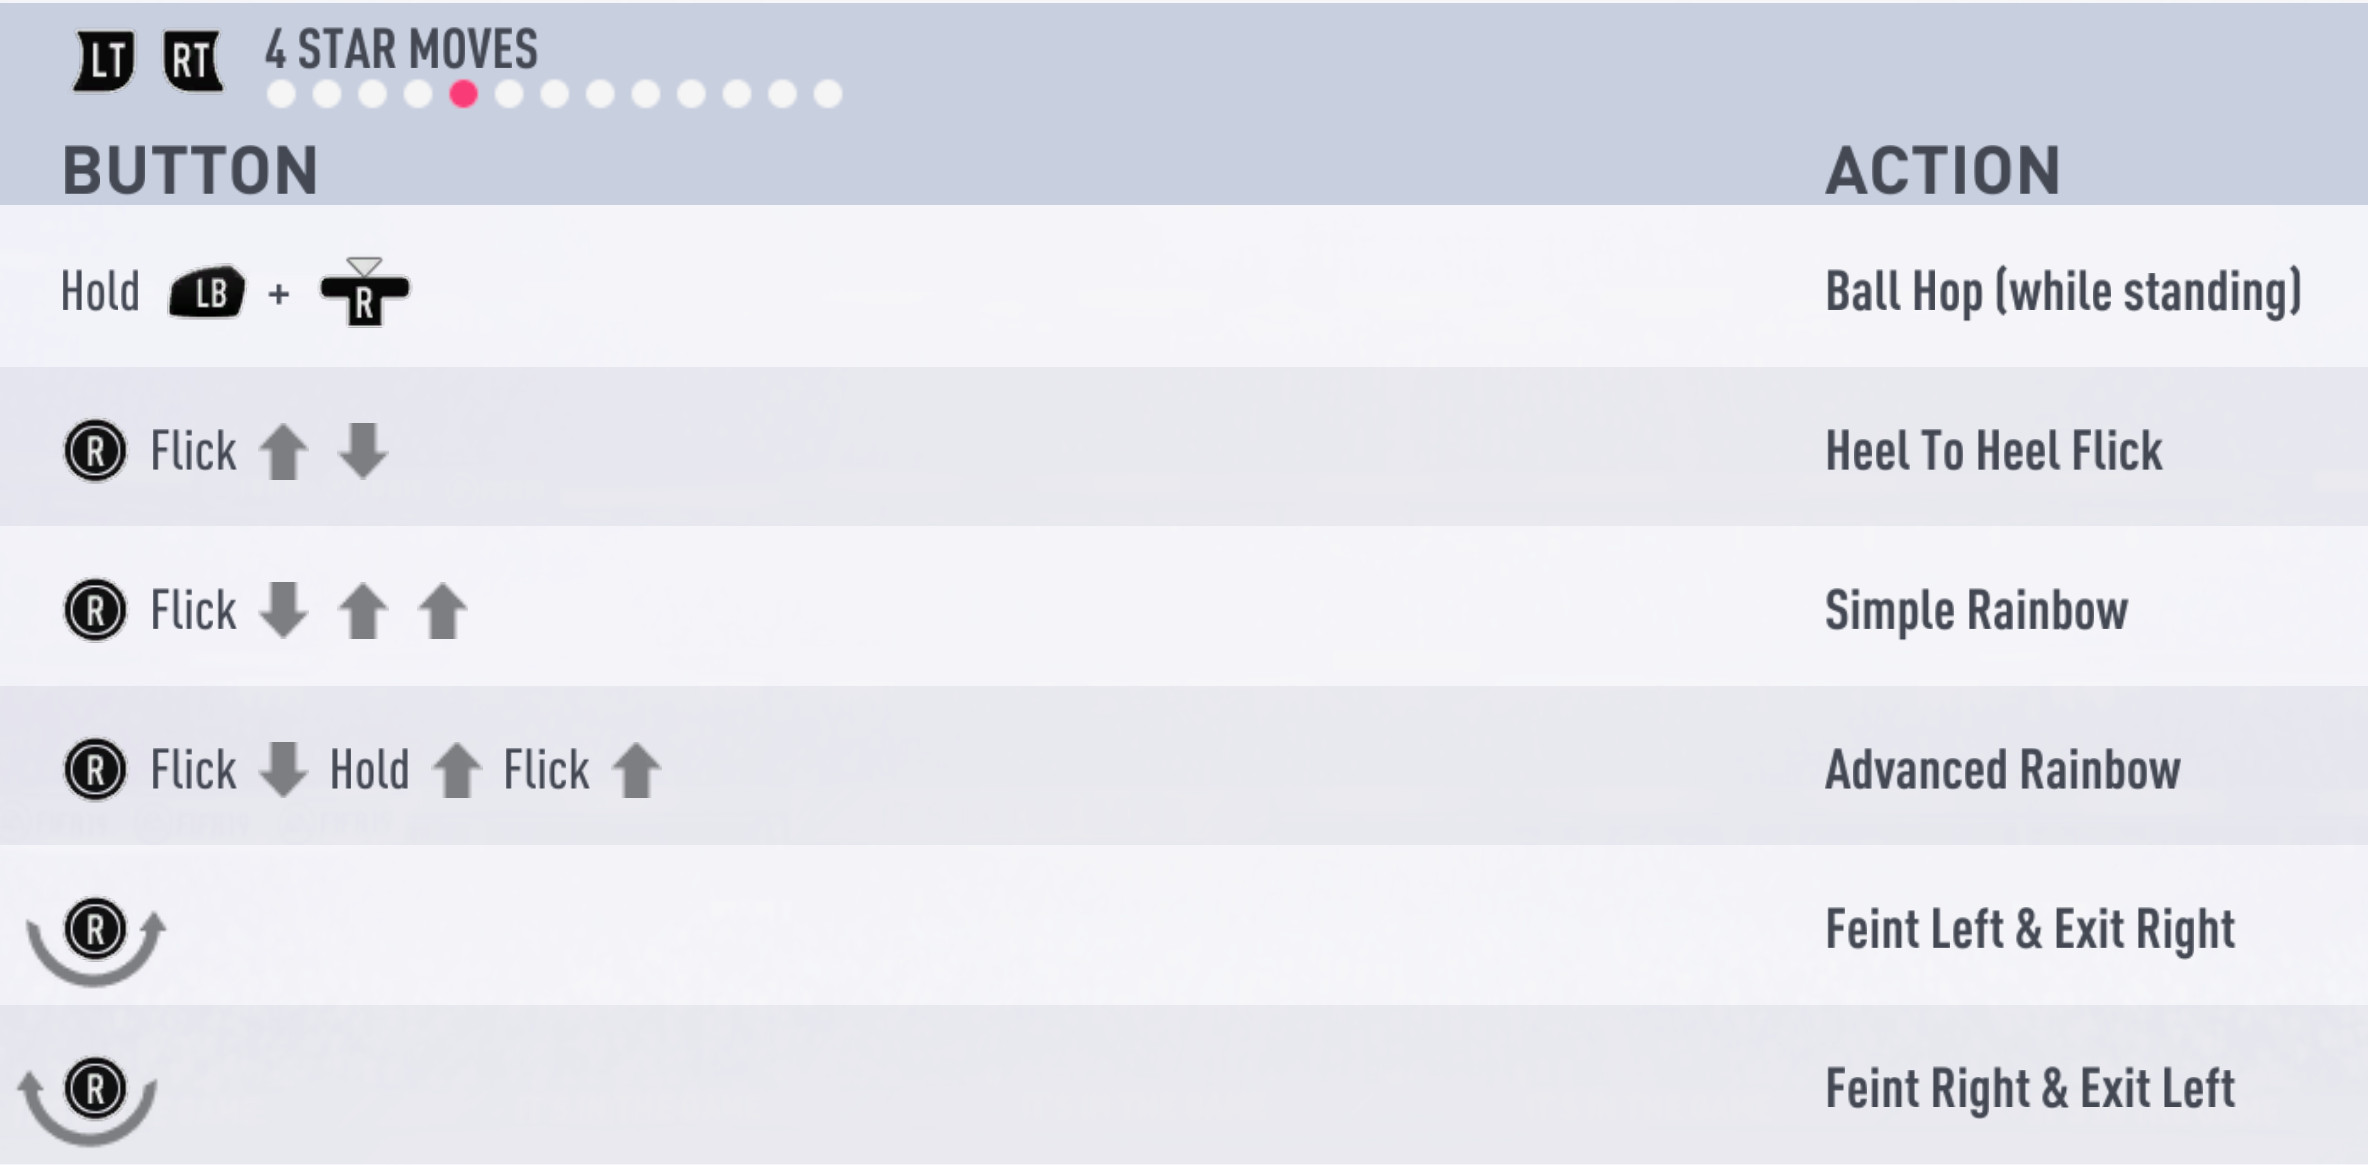 LT RT 4 STAR MOVES
BUTTON ACTION
Hold LB + R Ball Hop (while standing)
R Flick Heel To Heel Flick
R Flick Simple Rainbow
R Flick Hold Flick Advanced Rainbow
R Feint Left & Exit Right
R Feint Right & Exit Left